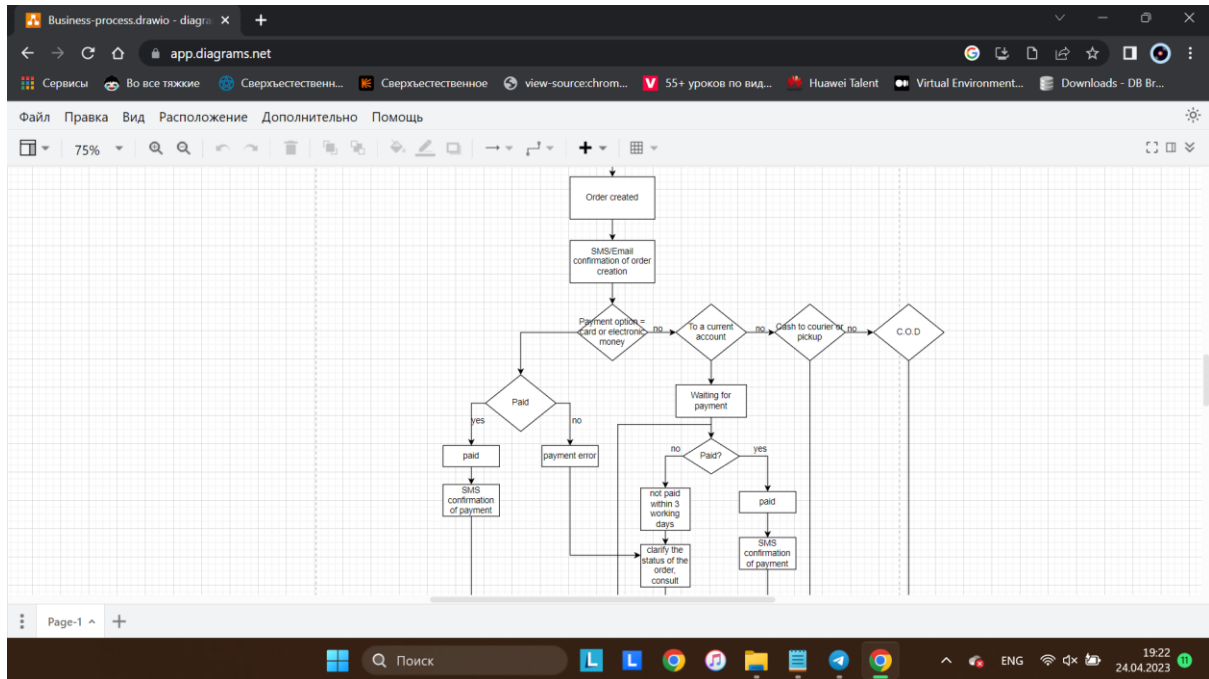 Business-process.drawio - diagra
app.diagrams.net
Сервисы
Во все тяжкие
Сверхъестественн...
Сверхъестественное
view-source:chrom...
55+ уроков по вид...
Huawei Talent
Virtual Environment...
Downloads - DB Br...
Файл Правка Вид Расположение Дополнительно Помощь
75%
Order created
SMS/Email
confirmation of order
creation
Payment option =
card or electronic
money
no
To a current
account
no
Cash to courier or
pickup
no
C.O.D
Paid
yes
no
Waiting for
payment
paid
payment error
no
Paid?
yes
SMS
confirmation
of payment
not paid
within 3
working
days
paid
clarify the
status of the
order,
consult
SMS
confirmation
of payment
Page-1
Поиск
ENG
19:22
24.04.2023
11